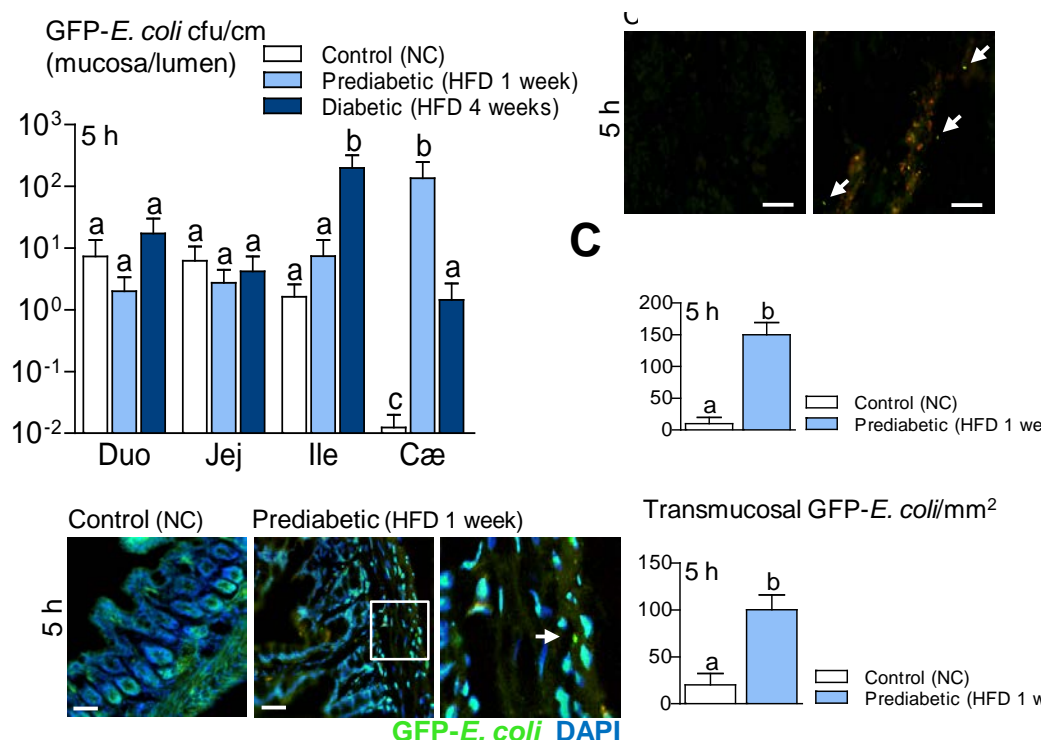 GFP-E. coli cfu/cm
(mucosa/lumen)
Control (NC)
Prediabetic (HFD 1 week)
Diabetic (HFD 4 weeks)
10³
10²
10¹
10⁰
10⁻¹
10⁻²
5 h
a
a
a
a
a
a
a
a
b
c
b
a
Duo
Jej
Ile
Cæ
5 h
C
200
150
100
50
0
5 h
a
b
Control (NC)
Prediabetic (HFD 1 we
Control (NC)
Prediabetic (HFD 1 week)
5 h
GFP-E. coli DAPI
Transmucosal GFP-E. coli/mm²
150
100
50
0
5 h
a
b
Control (NC)
Prediabetic (HFD 1 w